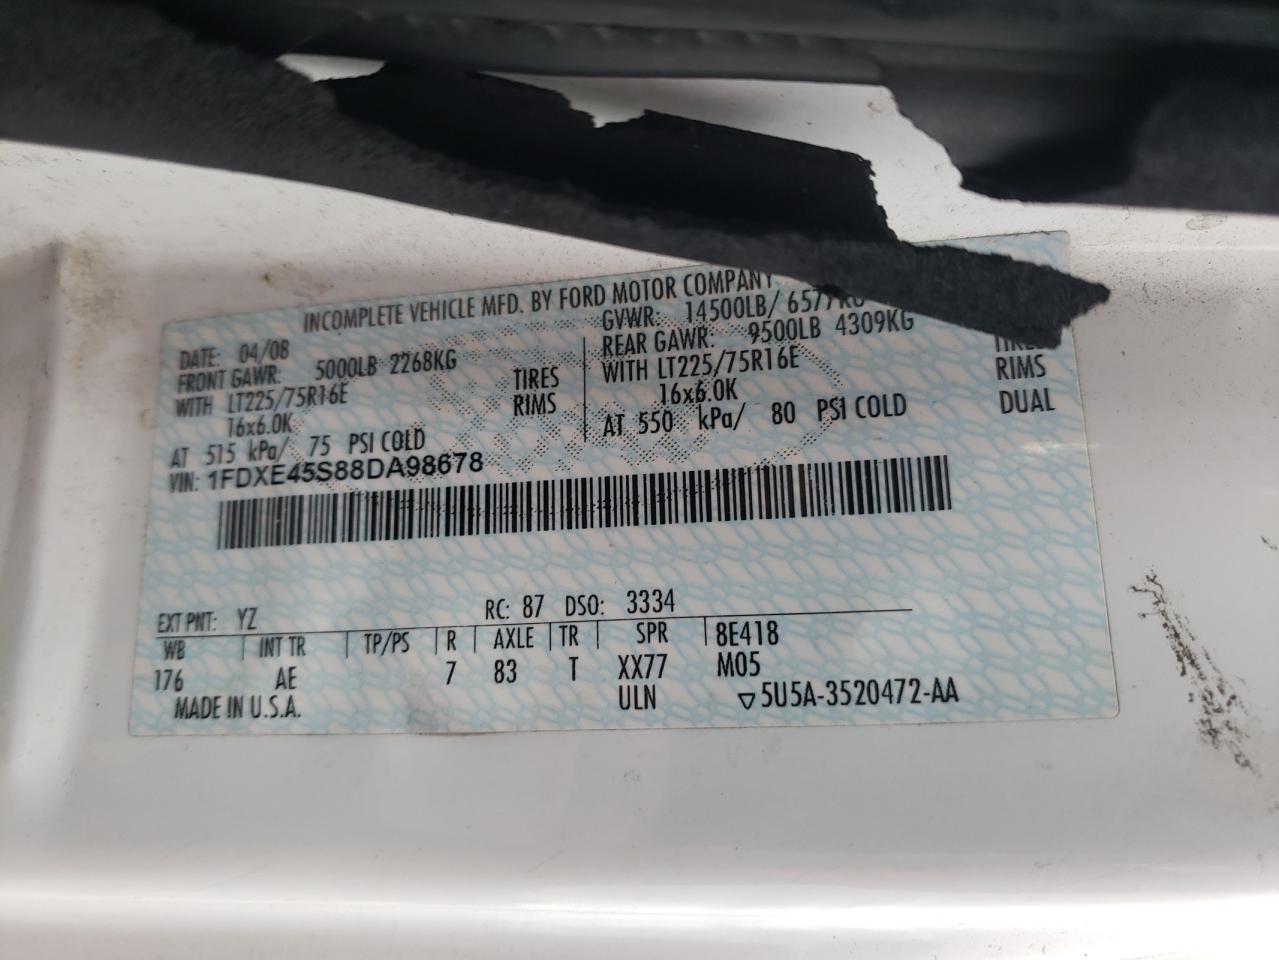 INCOMPLETE VEHICLE MFD. BY FORD MOTOR COMPANY
DATE: 04/08
GVWR: 14500LB/ 6577KG
FRONT GAWR: 5000LB 2268KG
REAR GAWR: 9500LB 4309KG
WITH LT225/75R16E TIRES
WITH LT225/75R16E TIRES
16x6.0K RIMS
16x6.0K RIMS
AT 515 kPa/ 75 PSI COLD
AT 550 kPa/ 80 PSI COLD DUAL
VIN: 1FDXE45S88DA98678
EXT PNT: YZ RC: 87 DSO: 3334
WB INT TR TP/PS R AXLE TR SPR 8E418
176 AE 7 83 T XX77 M05
MADE IN U.S.A. ULN ▽5U5A-3520472-AA